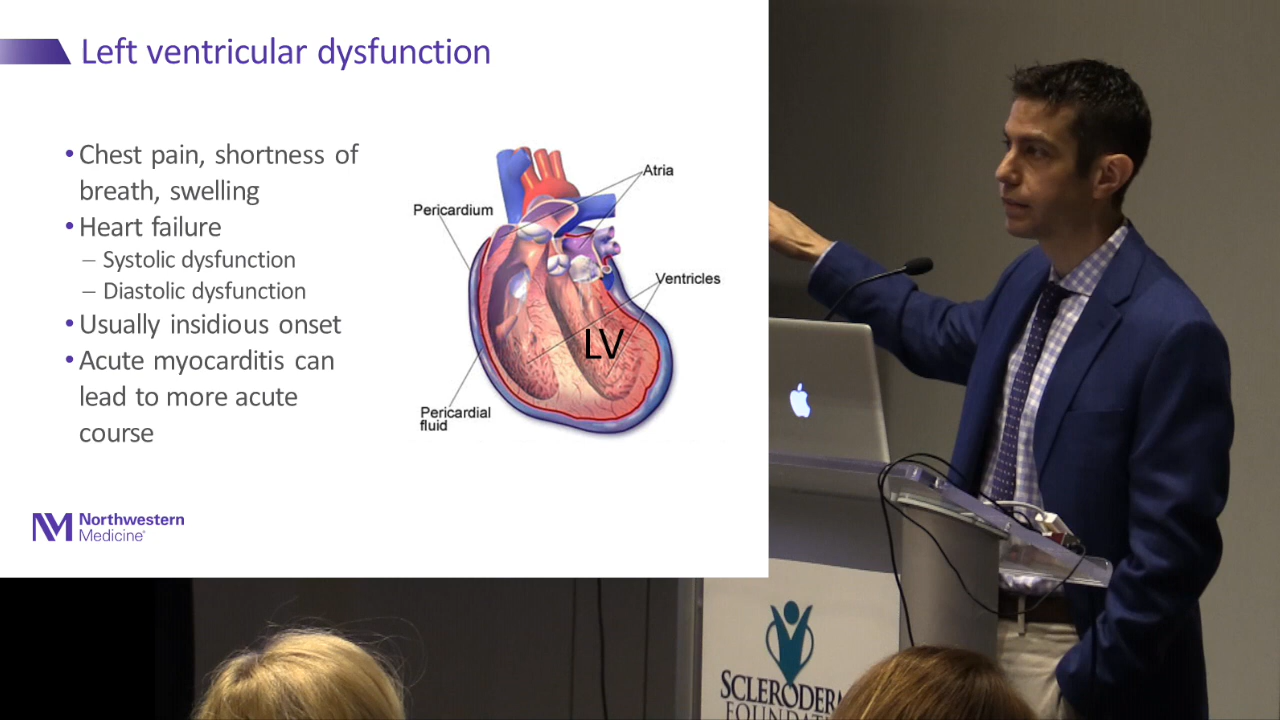 Left ventricular dysfunction
• Chest pain, shortness of
breath, swelling
• Heart failure
– Systolic dysfunction
– Diastolic dysfunction
• Usually insidious onset
• Acute myocarditis can
lead to more acute
course
Atria
Pericardium
Ventricles
LV
Pericardial
fluid
NM Northwestern
Medicine®